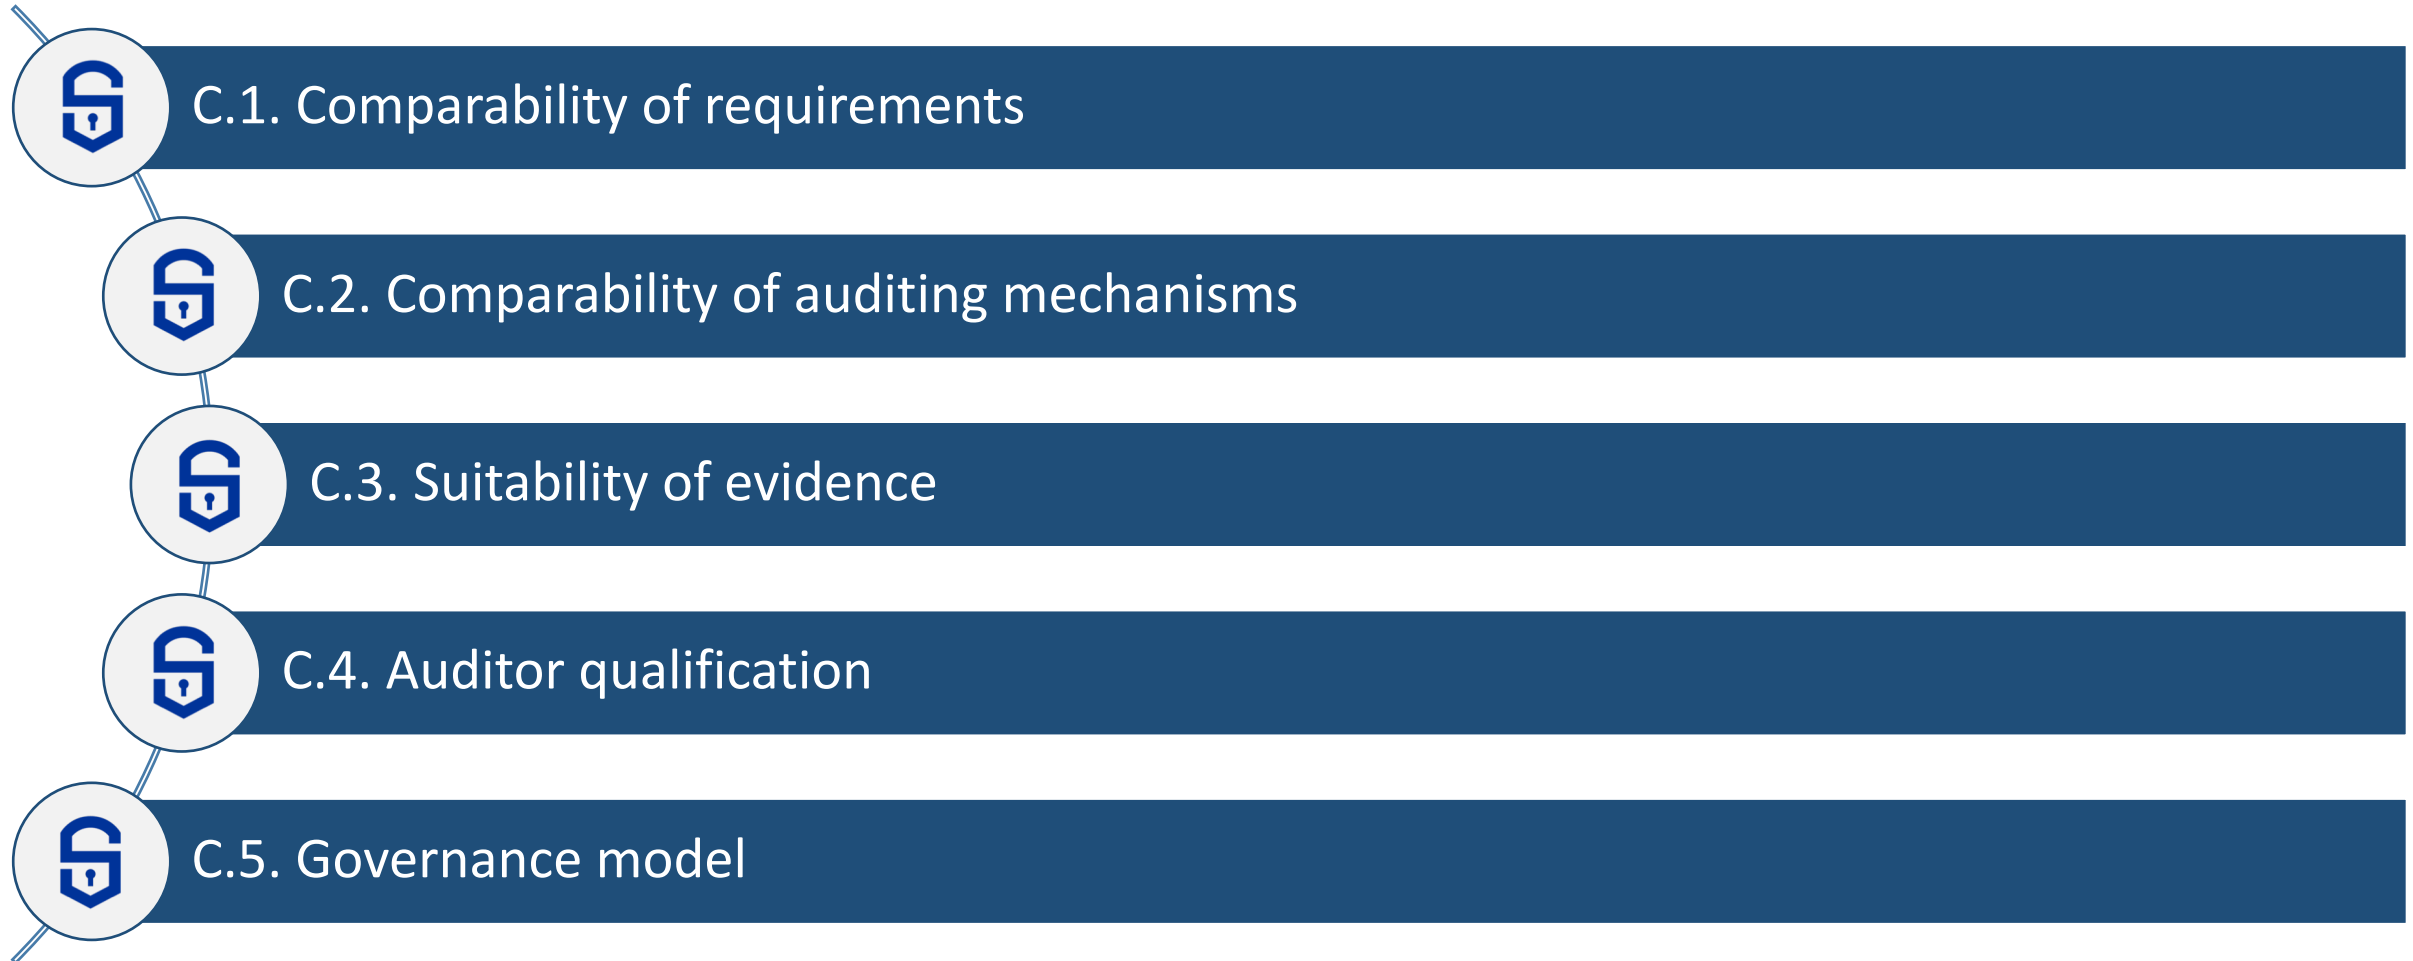 C.1. Comparability of requirements
C.2. Comparability of auditing mechanisms
C.3. Suitability of evidence
C.4. Auditor qualification
C.5. Governance model